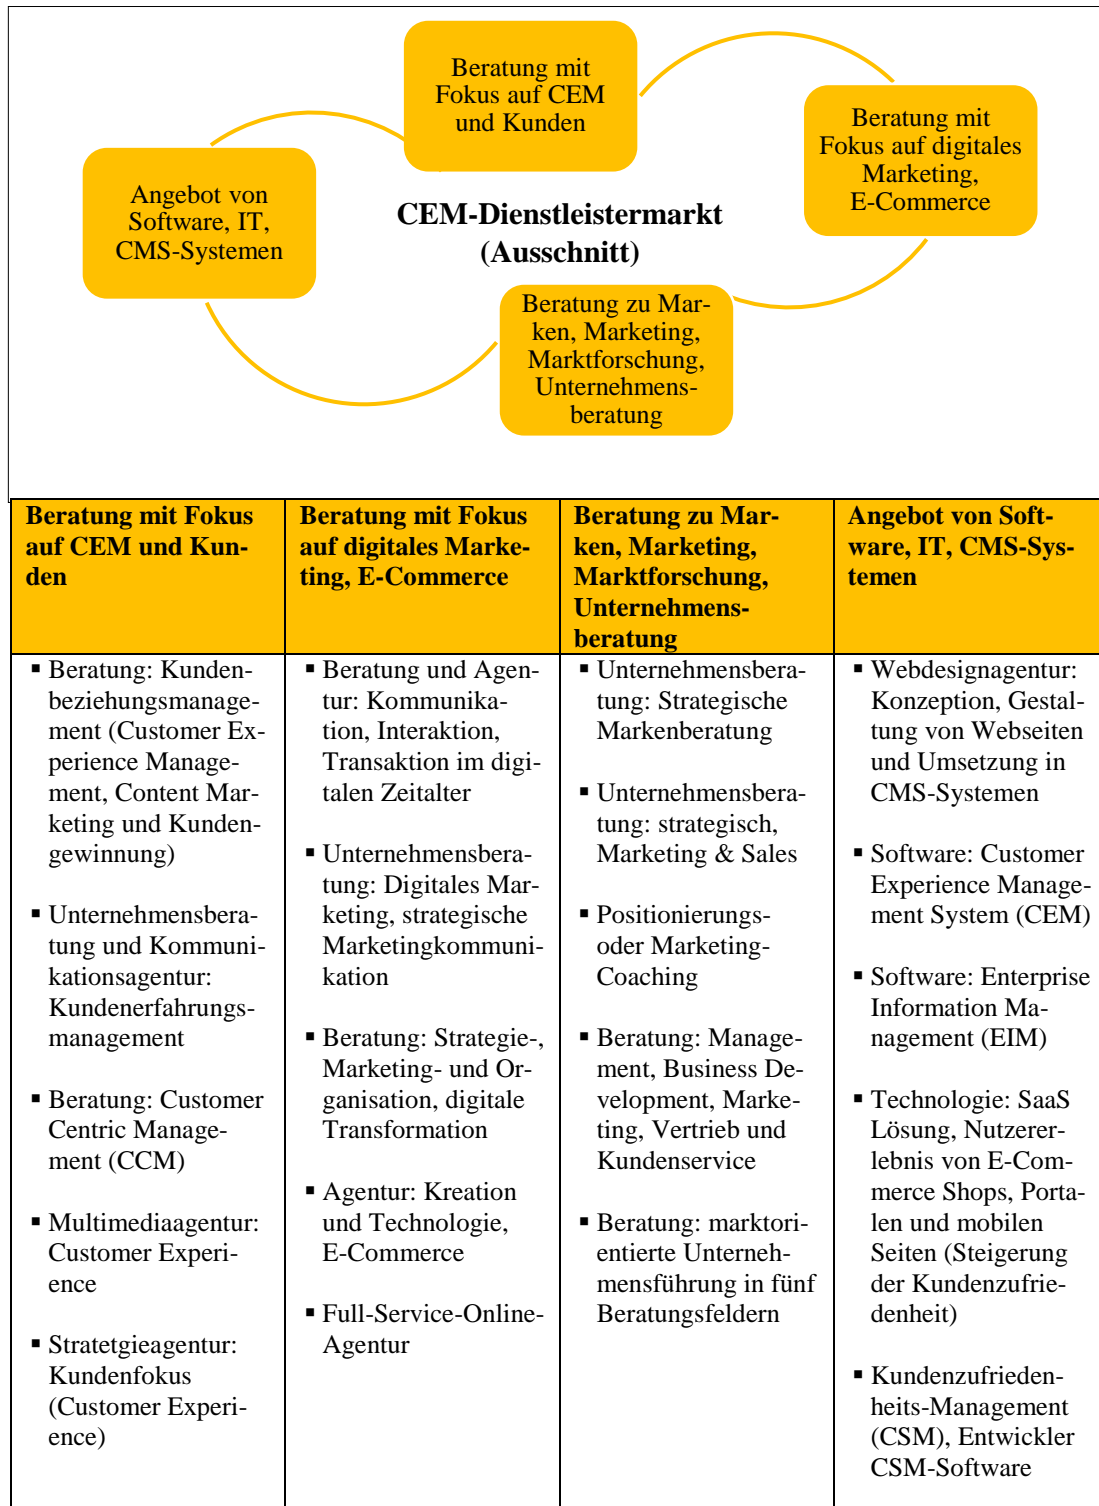 Beratung mit
Fokus auf CEM
und Kunden
Beratung mit
Fokus auf digitales
Marketing,
E-Commerce
Angebot von
Software, IT,
CMS-Systemen
CEM-Dienstleistermarkt
(Ausschnitt)
Beratung zu Mar-
ken, Marketing,
Marktforschung,
Unternehmens-
beratung
Beratung mit Fokus
auf CEM und Kun-
den
Beratung mit Fokus
auf digitales Marke-
ting, E-Commerce
Beratung zu Mar-
ken, Marketing,
Marktforschung,
Unternehmens-
beratung
Angebot von Soft-
ware, IT, CMS-Sys-
temen
▪ Beratung: Kunden-
beziehungsmanage-
ment (Customer Ex-
perience Manage-
ment, Content Mar-
keting und Kunden-
gewinnung)
▪ Unternehmensbera-
tung und Kommuni-
kationsagentur:
Kundenerfahrungs-
management
▪ Beratung: Customer
Centric Manage-
ment (CCM)
▪ Multimediaagentur:
Customer Experi-
ence
▪ Stratetgieagentur:
Kundenfokus
(Customer Experi-
ence)
▪ Beratung und Agen-
tur: Kommunika-
tion, Interaktion,
Transaktion im digi-
talen Zeitalter
▪ Unternehmensbera-
tung: Digitales Mar-
keting, strategische
Marketingkommuni-
kation
▪ Beratung: Strategie-,
Marketing- und Or-
ganisation, digitale
Transformation
▪ Agentur: Kreation
und Technologie,
E-Commerce
▪ Full-Service-Online-
Agentur
▪ Unternehmensbera-
tung: Strategische
Markenberatung
▪ Unternehmensbera-
tung: strategisch,
Marketing & Sales
▪ Positionierungs-
oder Marketing-
Coaching
▪ Beratung: Manage-
ment, Business De-
velopment, Marke-
ting, Vertrieb und
Kundenservice
▪ Beratung: marktori-
entierte Unterneh-
mensführung in fünf
Beratungsfeldern
▪ Webdesignagentur:
Konzeption, Gestal-
tung von Webseiten
und Umsetzung in
CMS-Systemen
▪ Software: Customer
Experience Manage-
ment System (CEM)
▪ Software: Enterprise
Information Ma-
nagement (EIM)
▪ Technologie: SaaS
Lösung, Nutzerer-
lebnis von E-Com-
merce Shops, Porta-
len und mobilen
Seiten (Steigerung
der Kundenzufrie-
denheit)
▪ Kundenzufrieden-
heits-Management
(CSM), Entwickler
CSM-Software